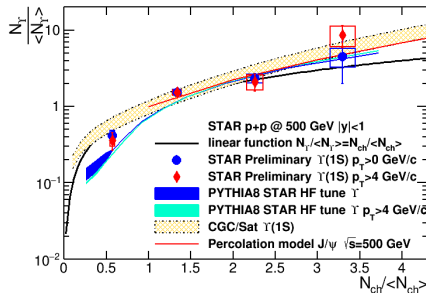 N_ϒ / <N_ϒ>
10
1
10⁻¹
10⁻²
STAR p+p @ 500 GeV |y|<1
linear function N_ϒ/<N_ϒ>=N_ch/<N_ch>
STAR Preliminary ϒ(1S) p_T>0 GeV/c
STAR Preliminary ϒ(1S) p_T>4 GeV/c
PYTHIA8 STAR HF tune ϒ
PYTHIA8 STAR HF tune ϒ p_T>4 GeV/c
CGC/Sat ϒ(1S)
Percolation model J/ψ √s=500 GeV
0 0.5 1 1.5 2 2.5 3 3.5 4
N_ch/<N_ch>